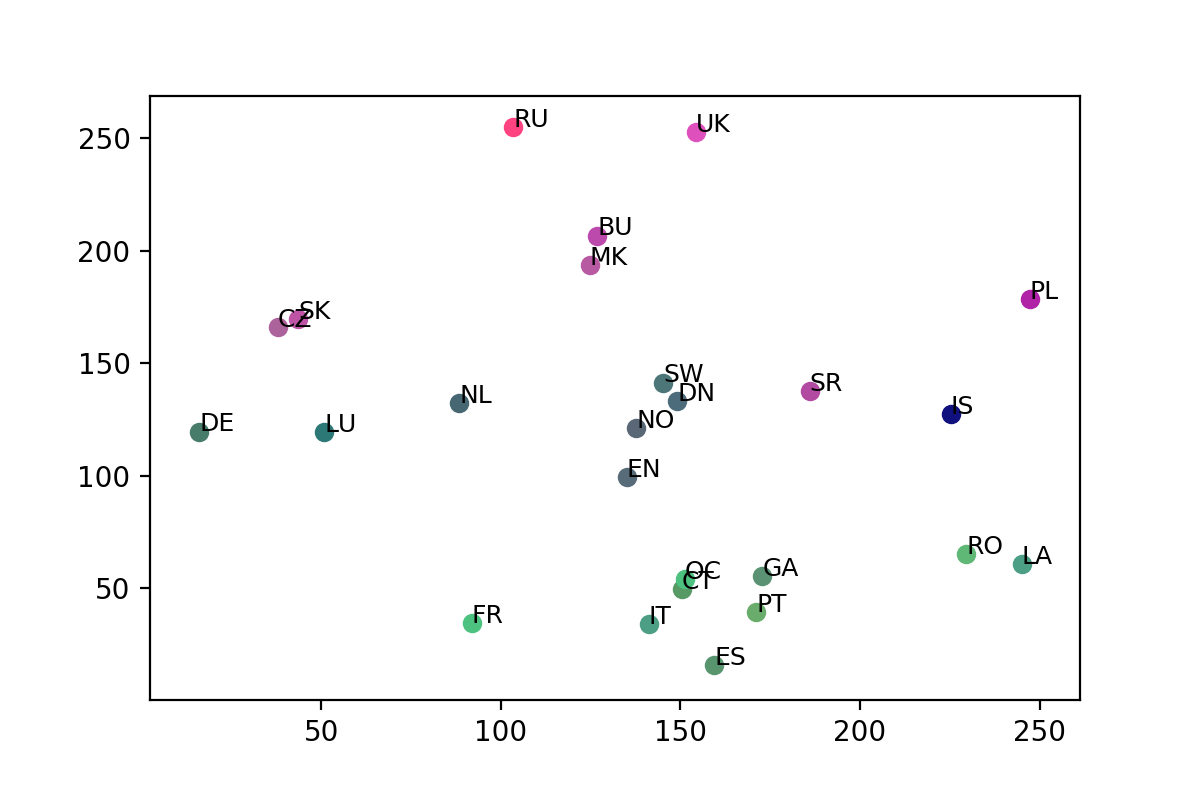 RU
UK
250
BU
200
MK
PL
SK
CZ
150
SW
SR
DN
NL
IS
NO
DE
LU
EN
100
RO
LA
OC
GA
CT
50
PT
FR
IT
ES
50 100 150 200 250